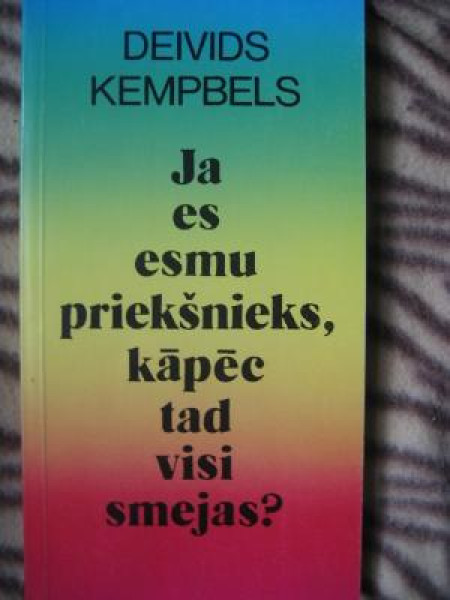 DEIVIDS
KEMPBELS
Ja
es
esmu
priekšnieks,
kāpēc
tad
visi
smejas?